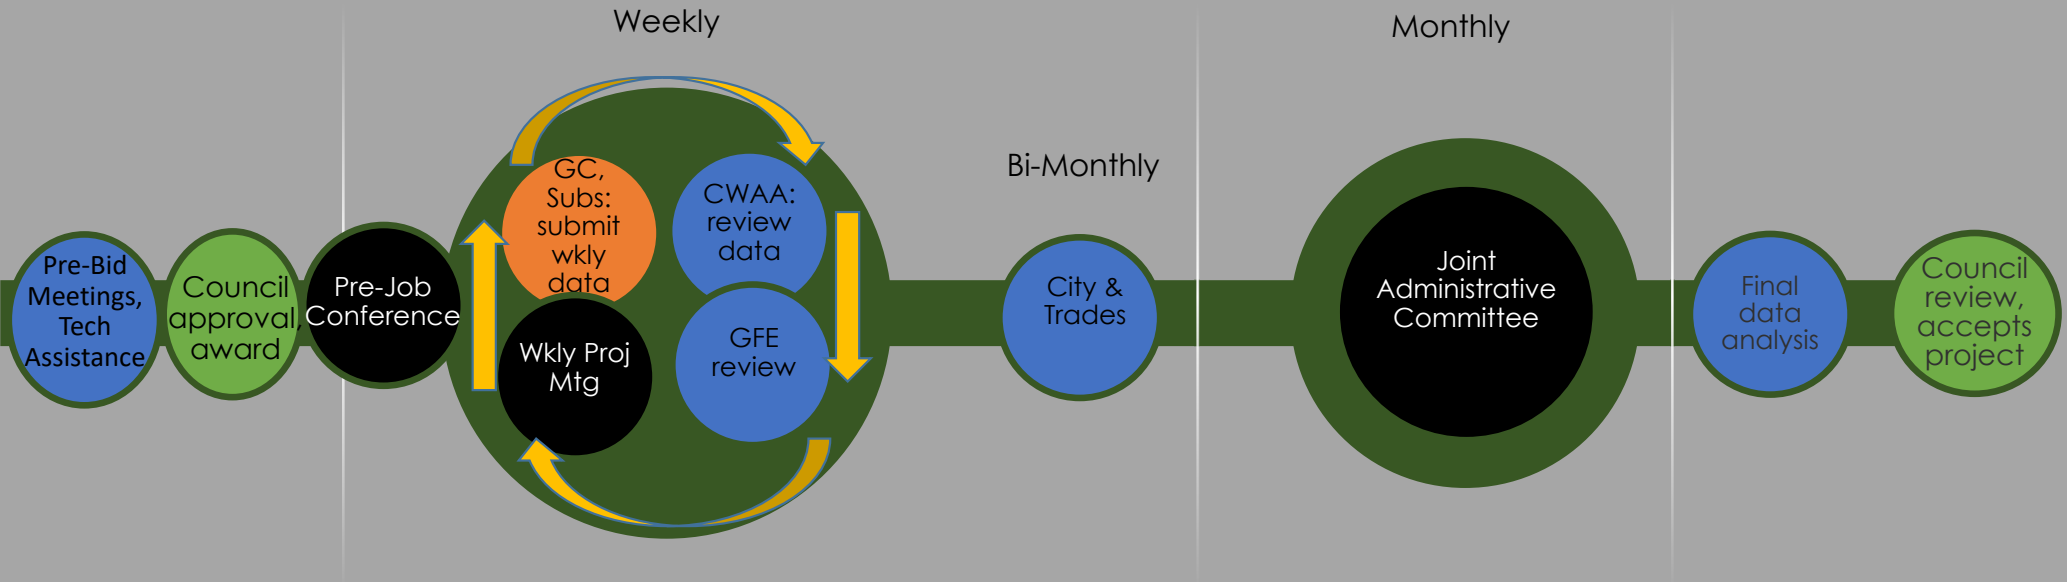 Weekly
Monthly
Bi-Monthly
Pre-Bid
Meetings,
Tech
Assistance
Council
approval,
award
Pre-Job
Conference
GC,
Subs:
submit
wkly
data
CWAA:
review
data
GFE
review
Wkly Proj
Mtg
City &
Trades
Joint
Administrative
Committee
Final
data
analysis
Council
review,
accepts
project